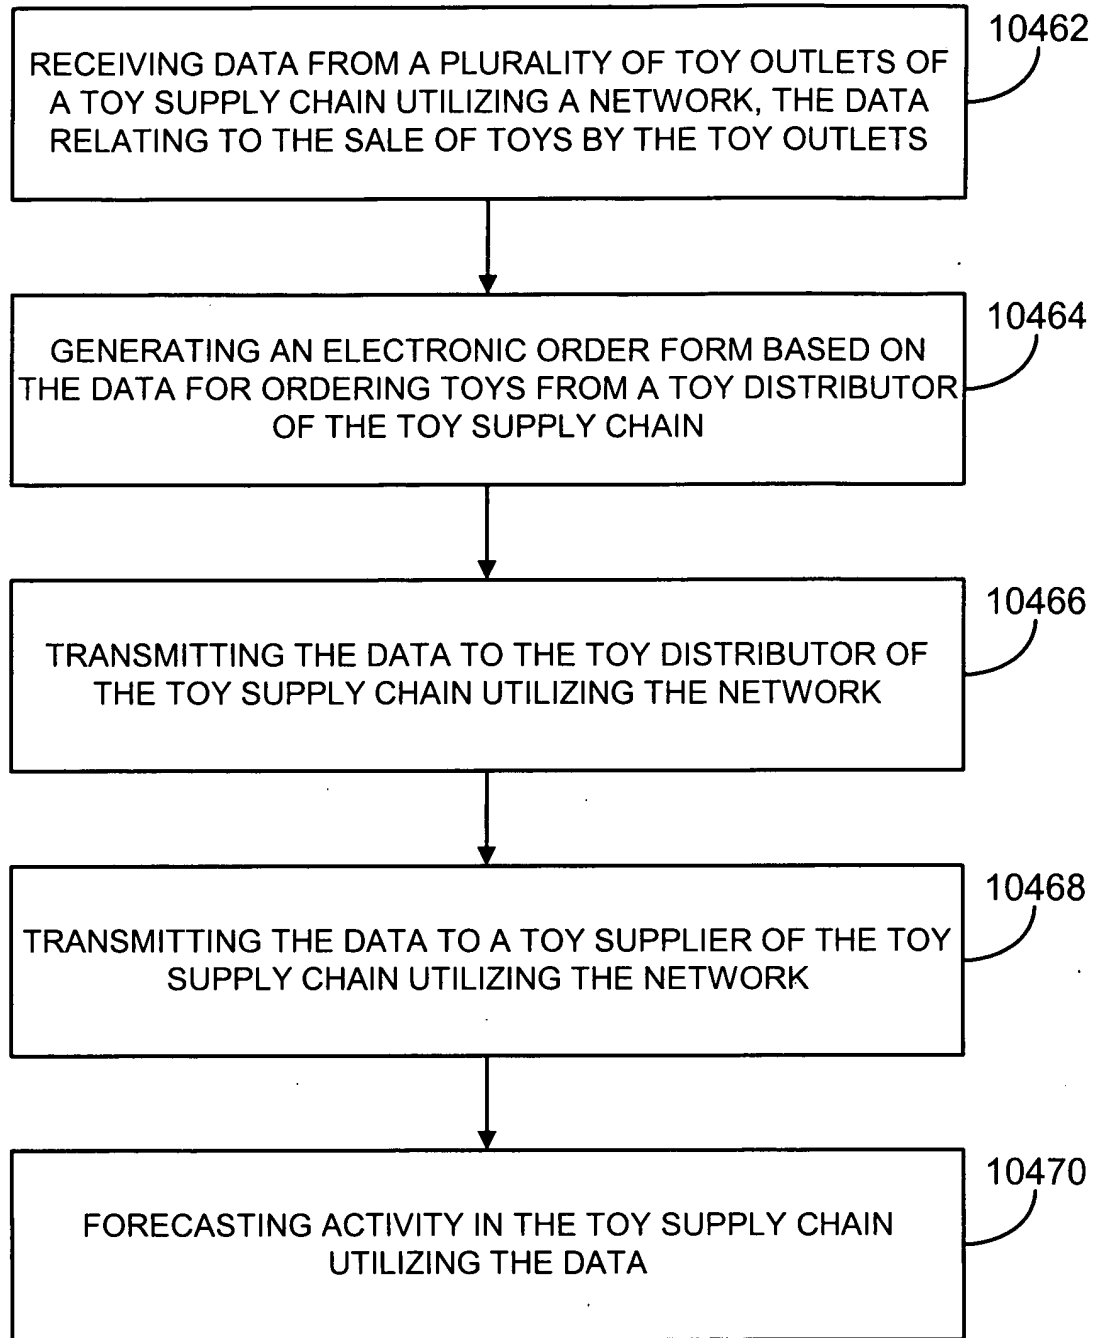 10462
RECEIVING DATA FROM A PLURALITY OF TOY OUTLETS OF
A TOY SUPPLY CHAIN UTILIZING A NETWORK, THE DATA
RELATING TO THE SALE OF TOYS BY THE TOY OUTLETS
10464
GENERATING AN ELECTRONIC ORDER FORM BASED ON
THE DATA FOR ORDERING TOYS FROM A TOY DISTRIBUTOR
OF THE TOY SUPPLY CHAIN
10466
TRANSMITTING THE DATA TO THE TOY DISTRIBUTOR OF
THE TOY SUPPLY CHAIN UTILIZING THE NETWORK
10468
TRANSMITTING THE DATA TO A TOY SUPPLIER OF THE TOY
SUPPLY CHAIN UTILIZING THE NETWORK
10470
FORECASTING ACTIVITY IN THE TOY SUPPLY CHAIN
UTILIZING THE DATA